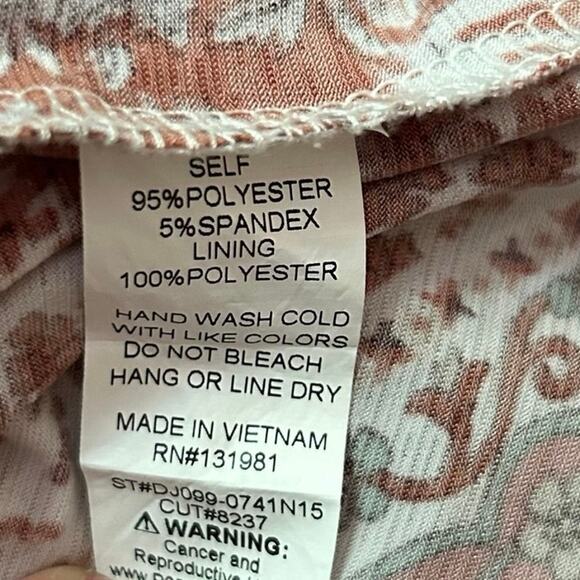 SELF
95%POLYESTER
5%SPANDEX
LINING
100%POLYESTER
HAND WASH COLD
WITH LIKE COLORS
DO NOT BLEACH
HANG OR LINE DRY
MADE IN VIETNAM
RN#131981
ST#DJ099-0741N15
CUT#8237
⚠WARNING:
Cancer and
Reproductive